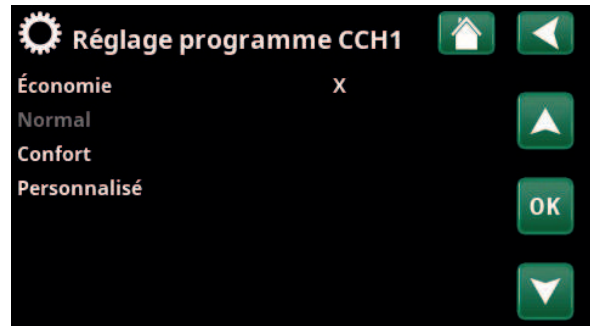 Réglage programme CCH1
Économie X
Normal
Confort
Personnalisé
OK